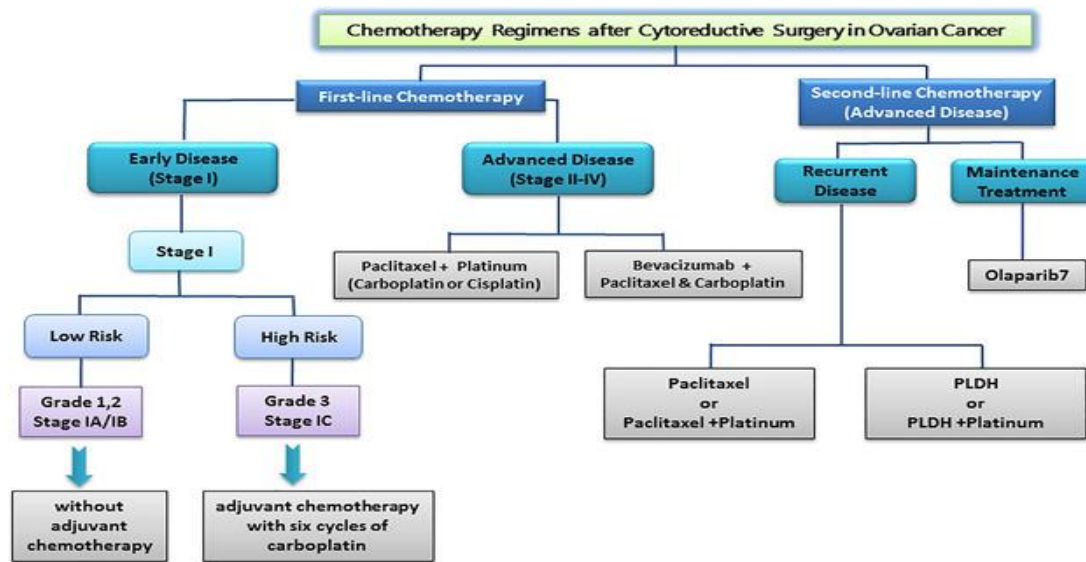 Chemotherapy Regimens after Cytoreductive Surgery in Ovarian Cancer
First-line Chemotherapy
Second-line Chemotherapy
(Advanced Disease)
Early Disease
(Stage I)
Advanced Disease
(Stage II-IV)
Recurrent
Disease
Maintenance
Treatment
Stage I
Paclitaxel + Platinum
(Carboplatin or Cisplatin)
Bevacizumab +
Paclitaxel & Carboplatin
Olaparib7
Low Risk
High Risk
Grade 1,2
Stage IA/IB
Grade 3
Stage IC
Paclitaxel
or
Paclitaxel +Platinum
PLDH
or
PLDH +Platinum
without
adjuvant
chemotherapy
adjuvant chemotherapy
with six cycles of
carboplatin